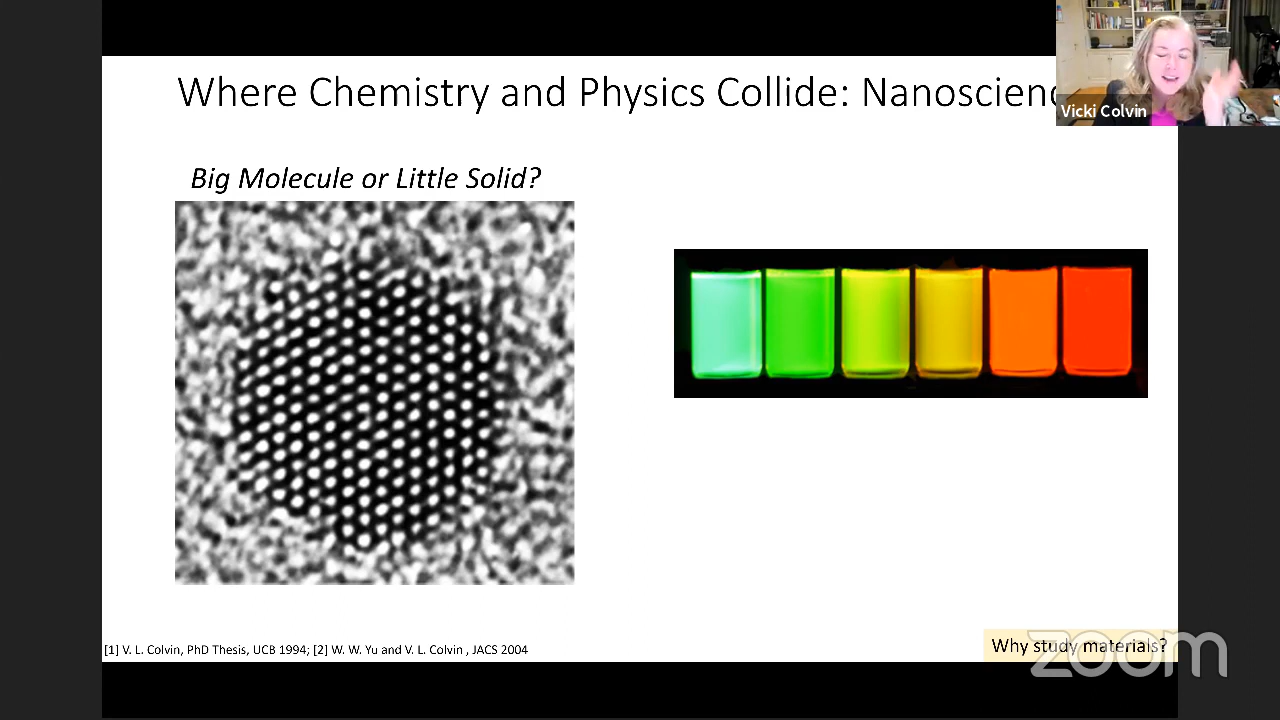 Where Chemistry and Physics Collide: Nanoscienc
Vicki Colvin
Big Molecule or Little Solid?
[1] V. L. Colvin, PhD Thesis, UCB 1994; [2] W. W. Yu and V. L. Colvin , JACS 2004
Why study materials?
zoom